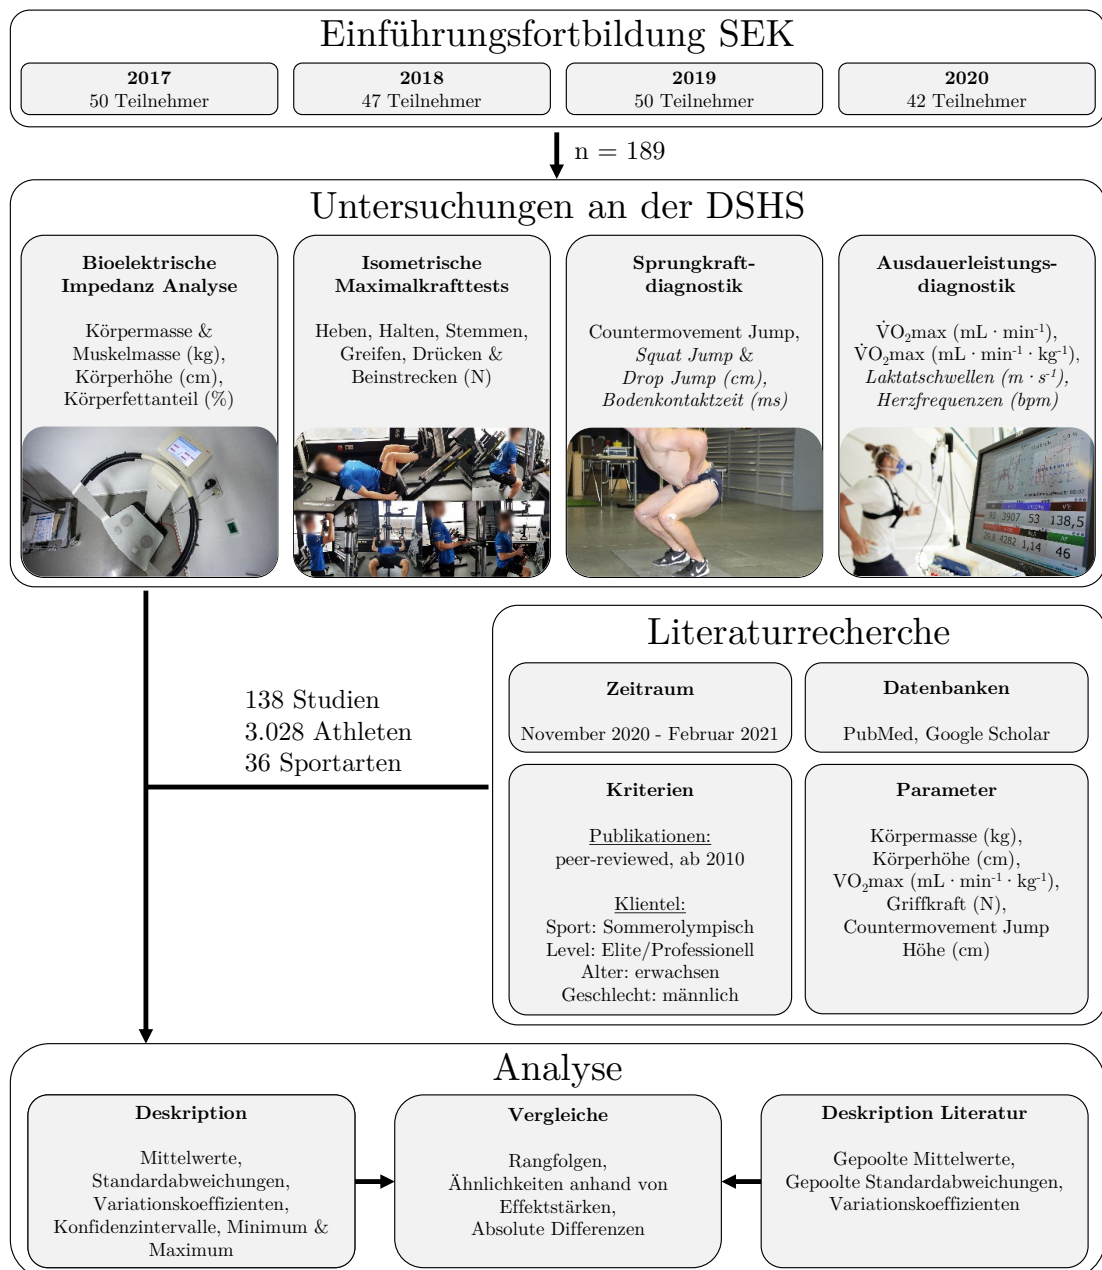 Einführungsfortbildung SEK
2017
50 Teilnehmer
2018
47 Teilnehmer
2019
50 Teilnehmer
2020
42 Teilnehmer
n = 189
Untersuchungen an der DSHS
Bioelektrische
Impedanz Analyse
Körpermasse &
Muskelmasse (kg),
Körperhöhe (cm),
Körperfettanteil (%)
Isometrische
Maximalkrafttests
Heben, Halten, Stemmen,
Greifen, Drücken &
Beinstrecken (N)
Sprungkraft-
diagnostik
Countermovement Jump,
Squat Jump &
Drop Jump (cm),
Bodenkontaktzeit (ms)
Ausdauerleistungs-
diagnostik
V̇O₂max (mL · min⁻¹),
V̇O₂max (mL · min⁻¹ · kg⁻¹),
Laktatschwellen (m · s⁻¹),
Herzfrequenzen (bpm)
3907 53 138,5
4282 1,14 46
138 Studien
3.028 Athleten
36 Sportarten
Literaturrecherche
Zeitraum
November 2020 - Februar 2021
Datenbanken
PubMed, Google Scholar
Kriterien
Publikationen:
peer-reviewed, ab 2010
Klientel:
Sport: Sommerolympisch
Level: Elite/Professionell
Alter: erwachsen
Geschlecht: männlich
Parameter
Körpermasse (kg),
Körperhöhe (cm),
VO₂max (mL · min⁻¹ · kg⁻¹),
Griffkraft (N),
Countermovement Jump
Höhe (cm)
Analyse
Deskription
Mittelwerte,
Standardabweichungen,
Variationskoeffizienten,
Konfidenzintervalle, Minimum &
Maximum
Vergleiche
Rangfolgen,
Ähnlichkeiten anhand von
Effektstärken,
Absolute Differenzen
Deskription Literatur
Gepoolte Mittelwerte,
Gepoolte Standardabweichungen,
Variationskoeffizienten